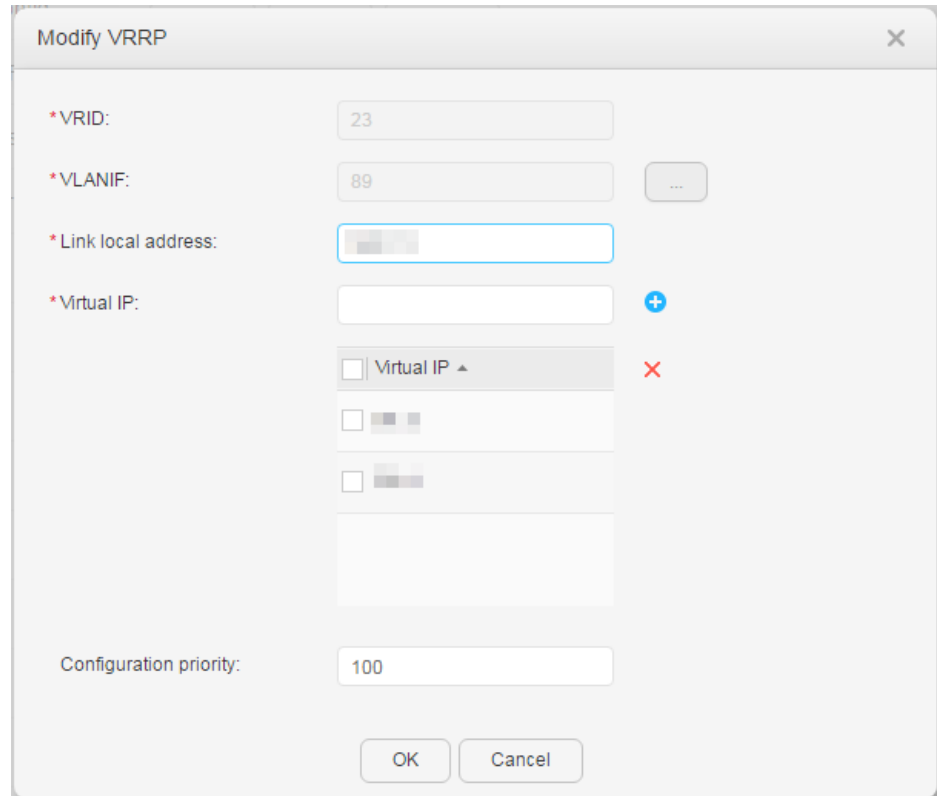 Modify VRRP
*VRID:
23
*VLANIF:
89
...
*Link local address:
*Virtual IP:
Virtual IP
Configuration priority:
100
OK
Cancel